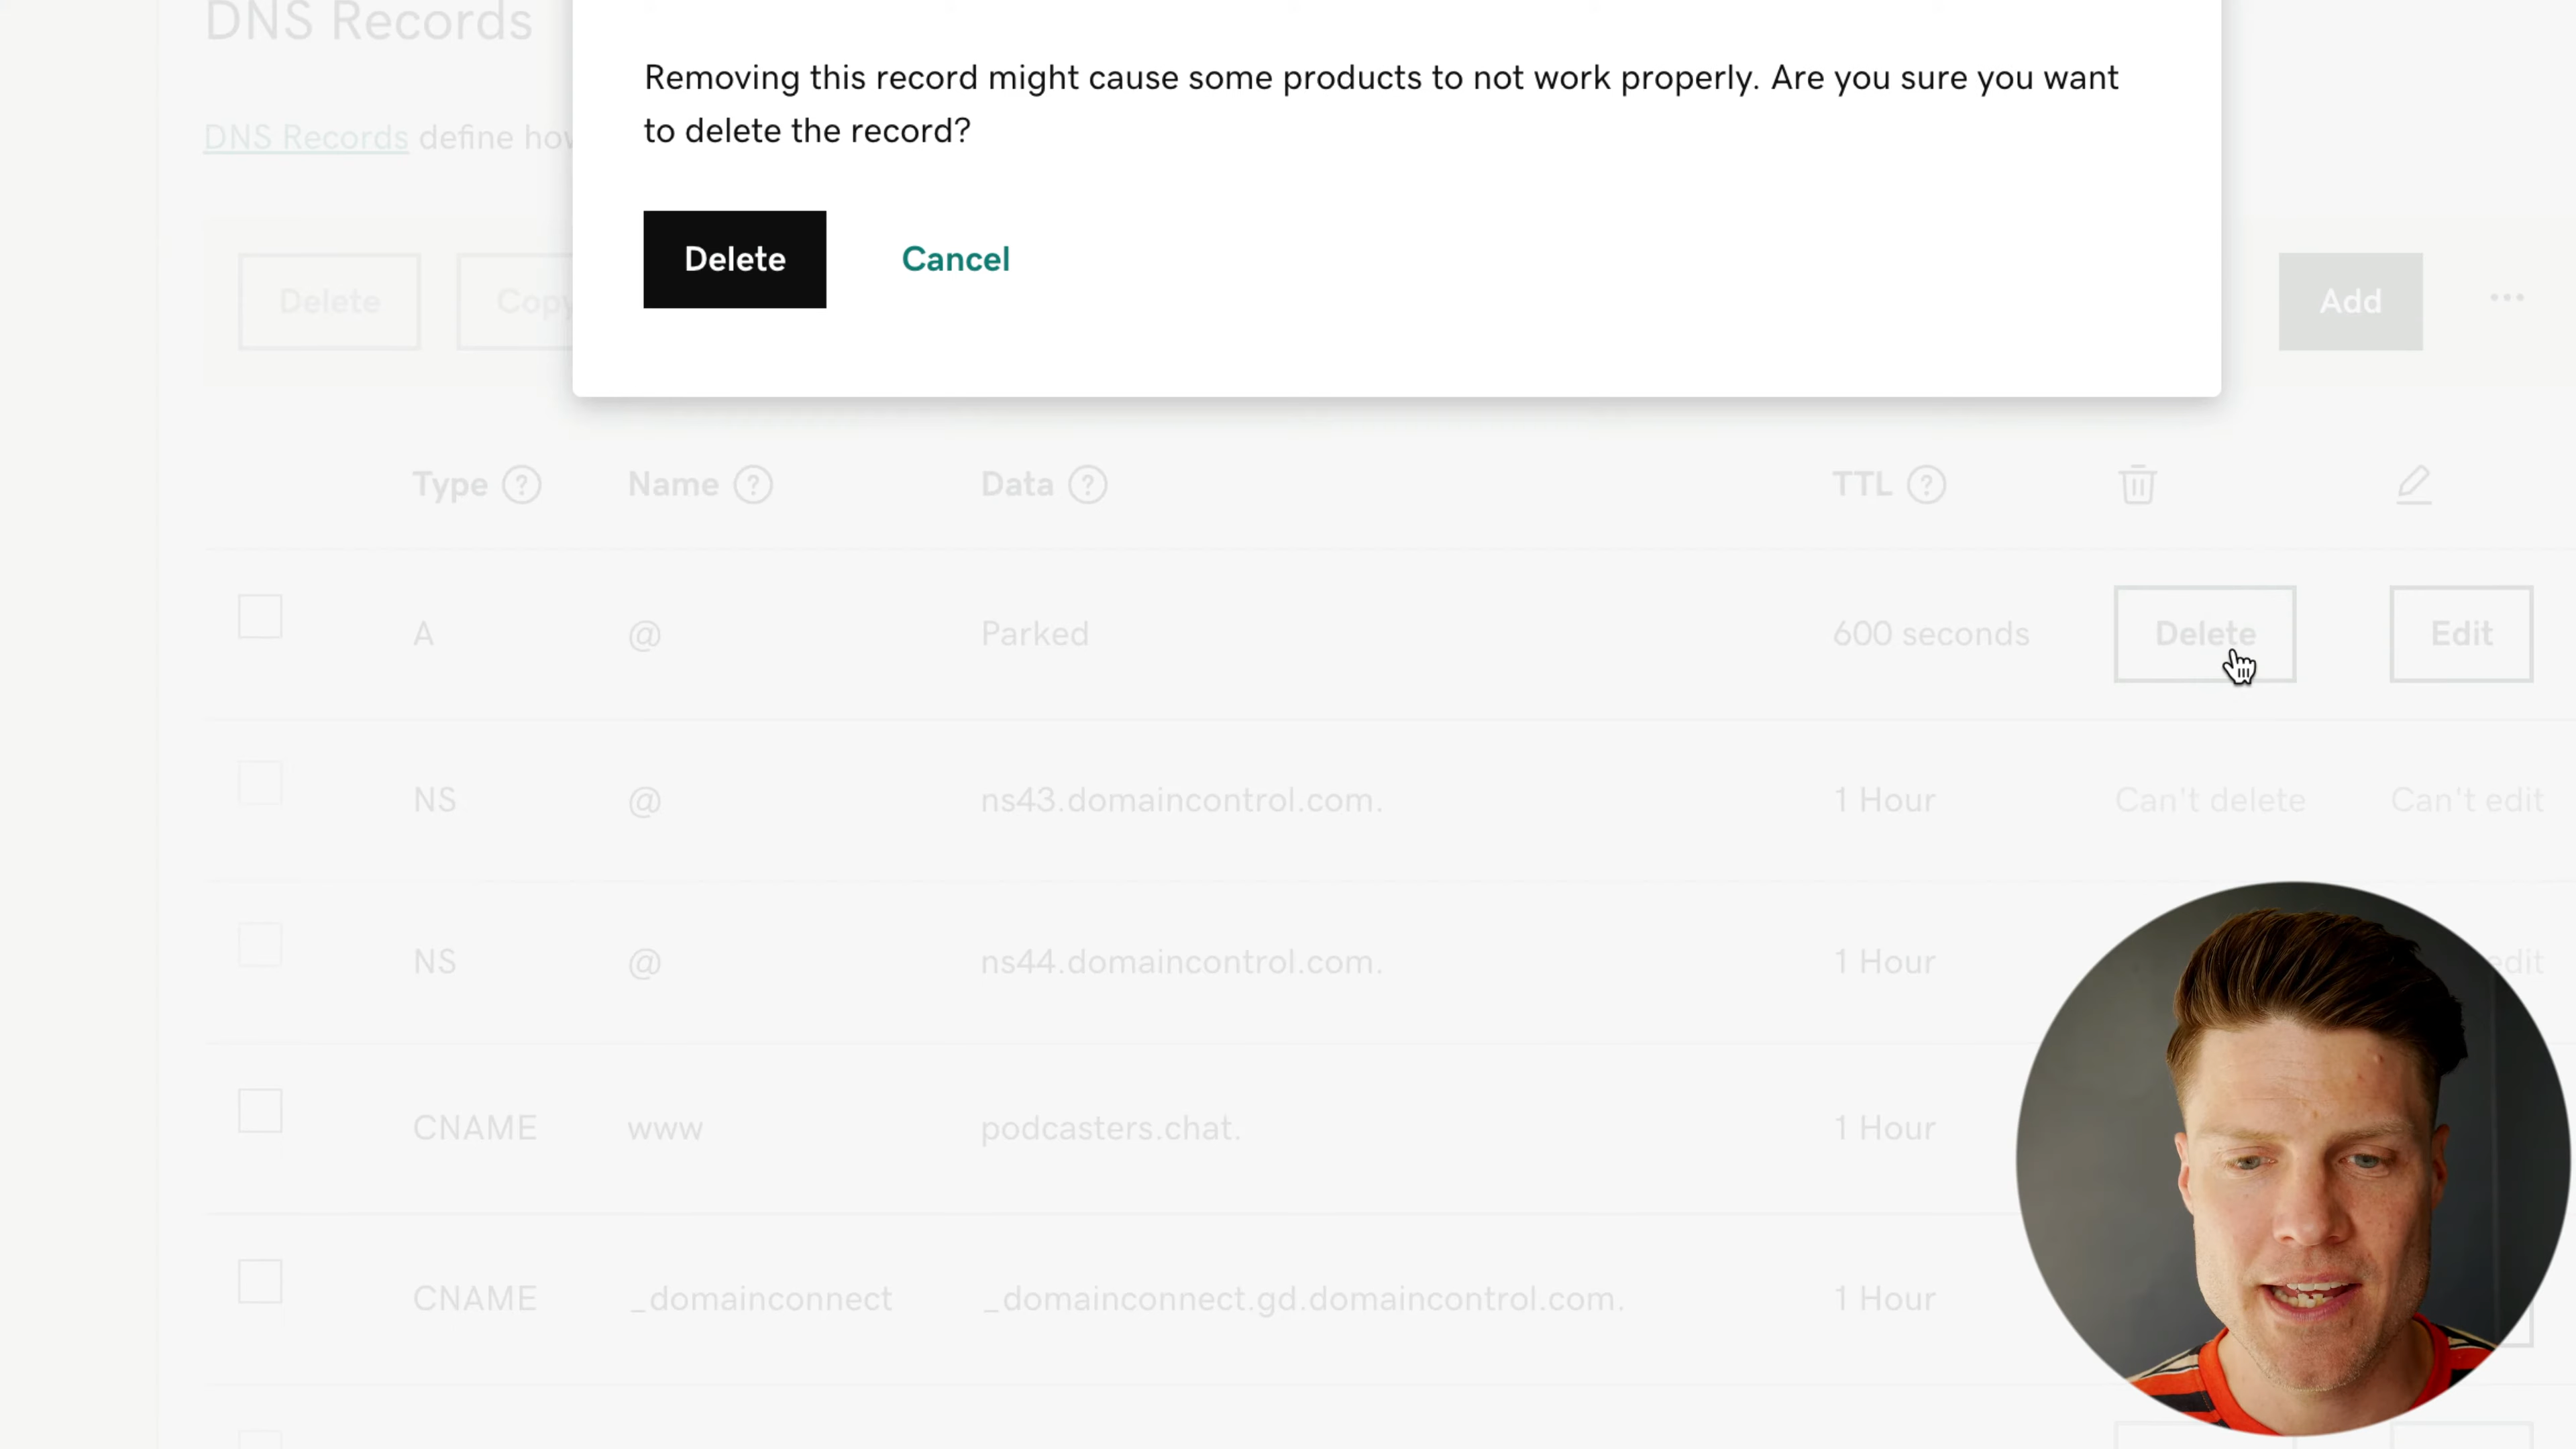 DNS Records
Removing this record might cause some products to not work properly. Are you sure you want
to delete the record?
DNS Records define how
Delete Cancel
Delete Copy Add
Type ? Name ? Data ? TTL ?
A @ Parked 600 seconds Delete Edit
NS @ ns43.domaincontrol.com. 1 Hour Can't delete Can't edit
NS @ ns44.domaincontrol.com. 1 Hour edit
CNAME www podcasters.chat. 1 Hour
CNAME _domainconnect _domainconnect.gd.domaincontrol.com. 1 Hour